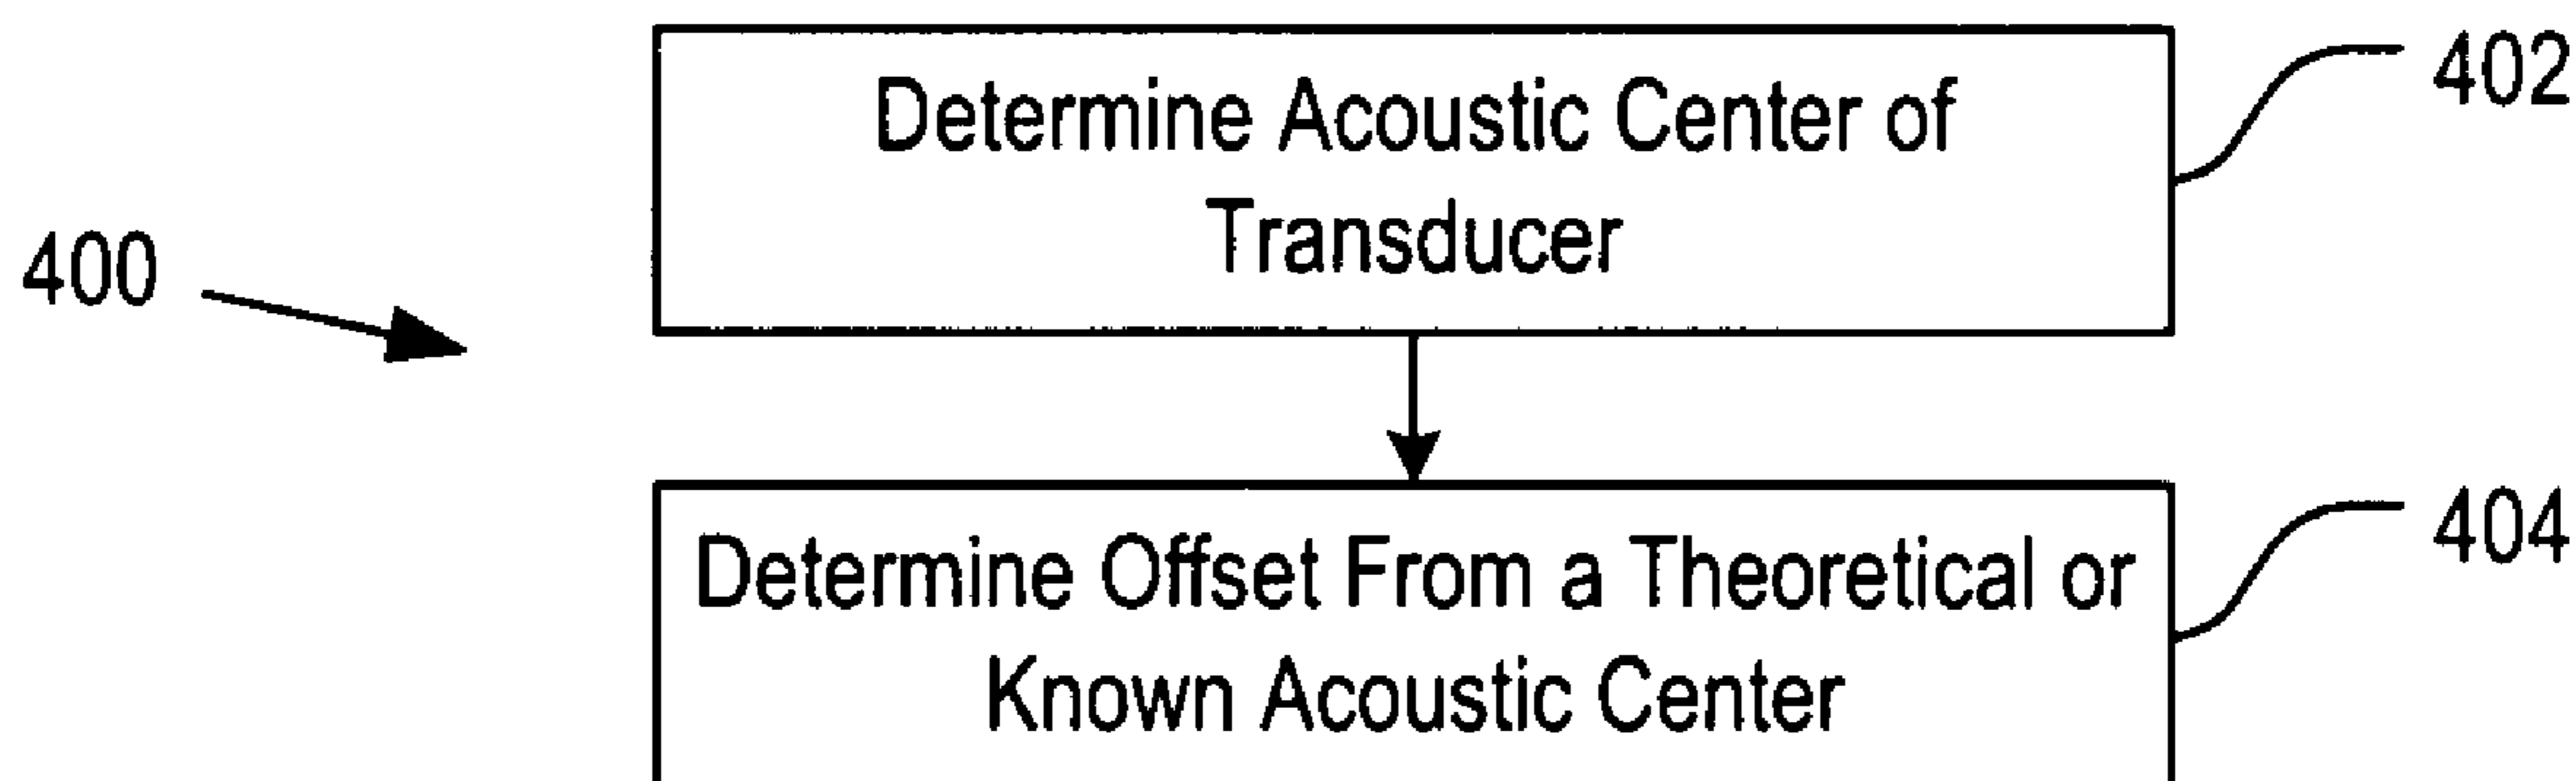 402
Determine Acoustic Center of
Transducer
400
404
Determine Offset From a Theoretical or
Known Acoustic Center